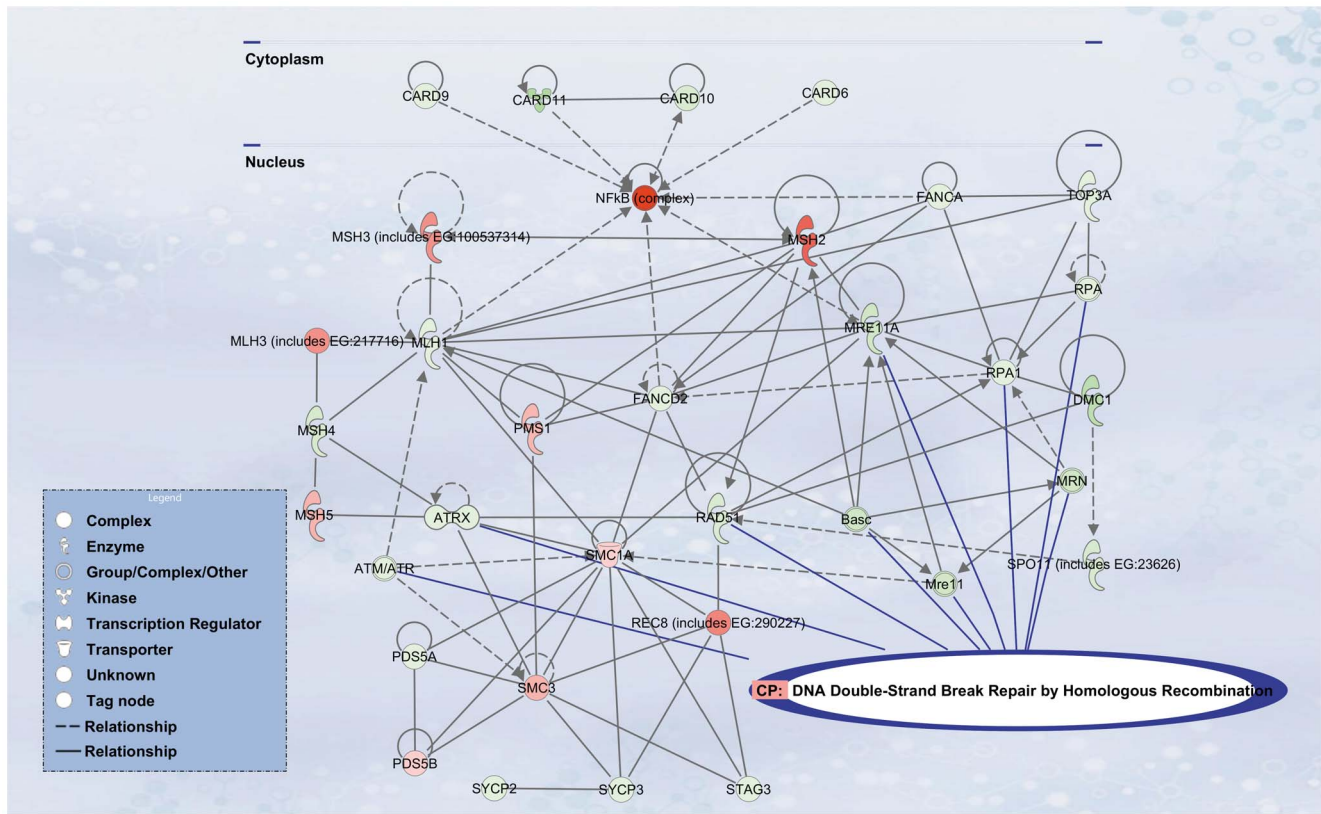 Cytoplasm
CARD9
CARD11
CARD10
CARD6
Nucleus
NFkB (complex)
FANCA
TOP3A
MSH3 (includes EG:100537314)
MSH2
RPA
MRE11A
MLH3 (includes EG:217716)
MLH1
RPA1
FANCD2
DMC1
MSH4
PMS1
MRN
MSH5
ATRX
RAD51
Basc
SMC1A
SPO11 (includes EG:23626)
ATM/ATR
Mre11
REC8 (includes EG:290227)
PDS5A
SMC3
CP: DNA Double-Strand Break Repair by Homologous Recombination
PDS5B
SYCP2
SYCP3
STAG3
Legend
Complex
Enzyme
Group/Complex/Other
Kinase
Transcription Regulator
Transporter
Unknown
Tag node
Relationship
Relationship